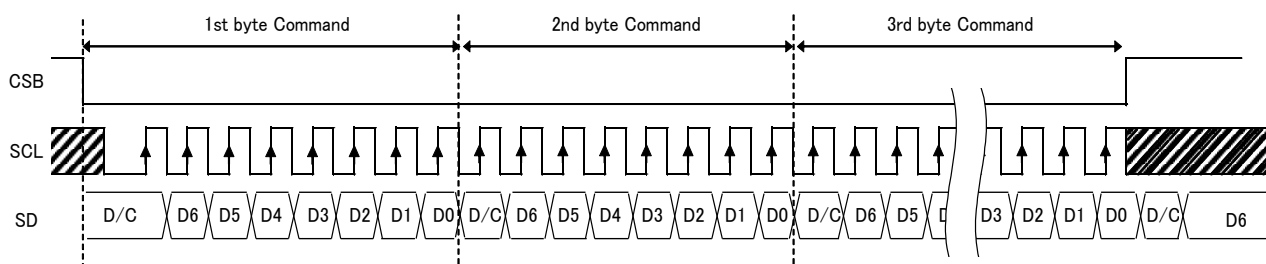 1st byte Command 2nd byte Command 3rd byte Command
CSB
SCL
SD D/C D6 D5 D4 D3 D2 D1 D0 D/C D6 D5 D4 D3 D2 D1 D0 D/C D6 D5 D3 D2 D1 D0 D/C D6